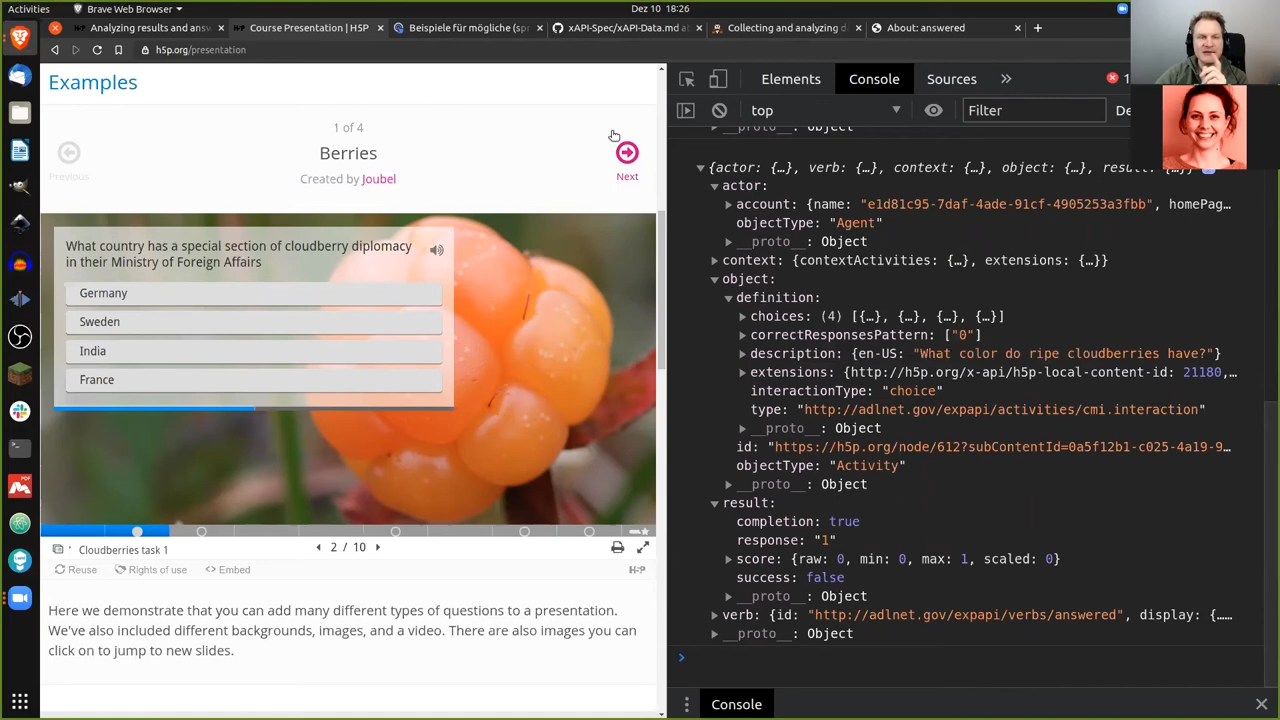 Activities
Brave Web Browser
Dez 10 18:26
Analyzing results and answ
Course Presentation | H5P
Beispiele für mögliche (spr
xAPI-Spec/xAPI-Data.md at
Collecting and analyzing da
About: answered
h5p.org/presentation
Examples
1 of 4
Previous
Berries
Created by Joubel
Next
What country has a special section of cloudberry diplomacy
in their Ministry of Foreign Affairs
Germany
Sweden
India
France
Cloudberries task 1
2 / 10
Reuse
Rights of use
<> Embed
H5P
Here we demonstrate that you can add many different types of questions to a presentation.
We've also included different backgrounds, images, and a video. There are also images you can
click on to jump to new slides.
Elements
Console
Sources
1
top
Filter
De
__proto__: Object
{actor: {…}, verb: {…}, context: {…}, object: {…}, result: {…}}
actor:
account: {name: "e1d81c95-7daf-4ade-91cf-4905253a3fbb", homePag…
objectType: "Agent"
__proto__: Object
context: {contextActivities: {…}, extensions: {…}}
object:
definition:
choices: (4) [{…}, {…}, {…}, {…}]
correctResponsesPattern: ["0"]
description: {en-US: "What color do ripe cloudberries have?"}
extensions: {http://h5p.org/x-api/h5p-local-content-id: 21180,…
interactionType: "choice"
type: "http://adlnet.gov/expapi/activities/cmi.interaction"
__proto__: Object
id: "https://h5p.org/node/612?subContentId=0a5f12b1-c025-4a19-9…
objectType: "Activity"
__proto__: Object
result:
completion: true
response: "1"
score: {raw: 0, min: 0, max: 1, scaled: 0}
success: false
__proto__: Object
verb: {id: "http://adlnet.gov/expapi/verbs/answered", display: {……
__proto__: Object
Console